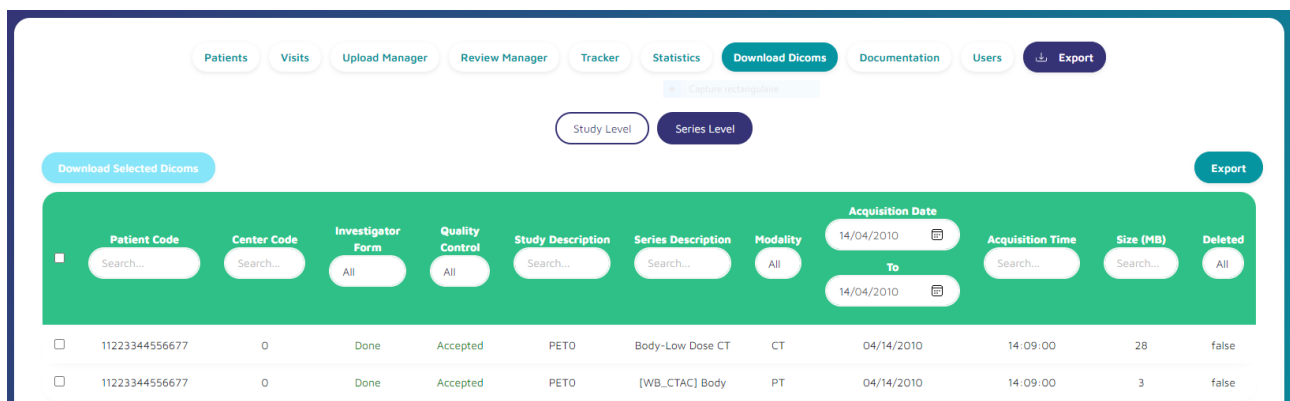 Patients Visits Upload Manager Review Manager Tracker Statistics Download Dicoms Documentation Users Export
Capture rectangulaire
Study Level Series Level
Download Selected Dicoms Export
Patient Code Center Code Investigator Form Quality Control Study Description Series Description Modality Acquisition Date Acquisition Time Size (MB) Deleted
Search... Search... All All Search... Search... All 14/04/2010 Search... Search... All
To
14/04/2010
11223344556677 0 Done Accepted PET0 Body-Low Dose CT CT 04/14/2010 14:09:00 28 false
11223344556677 0 Done Accepted PET0 [WB_CTAC] Body PT 04/14/2010 14:09:00 3 false